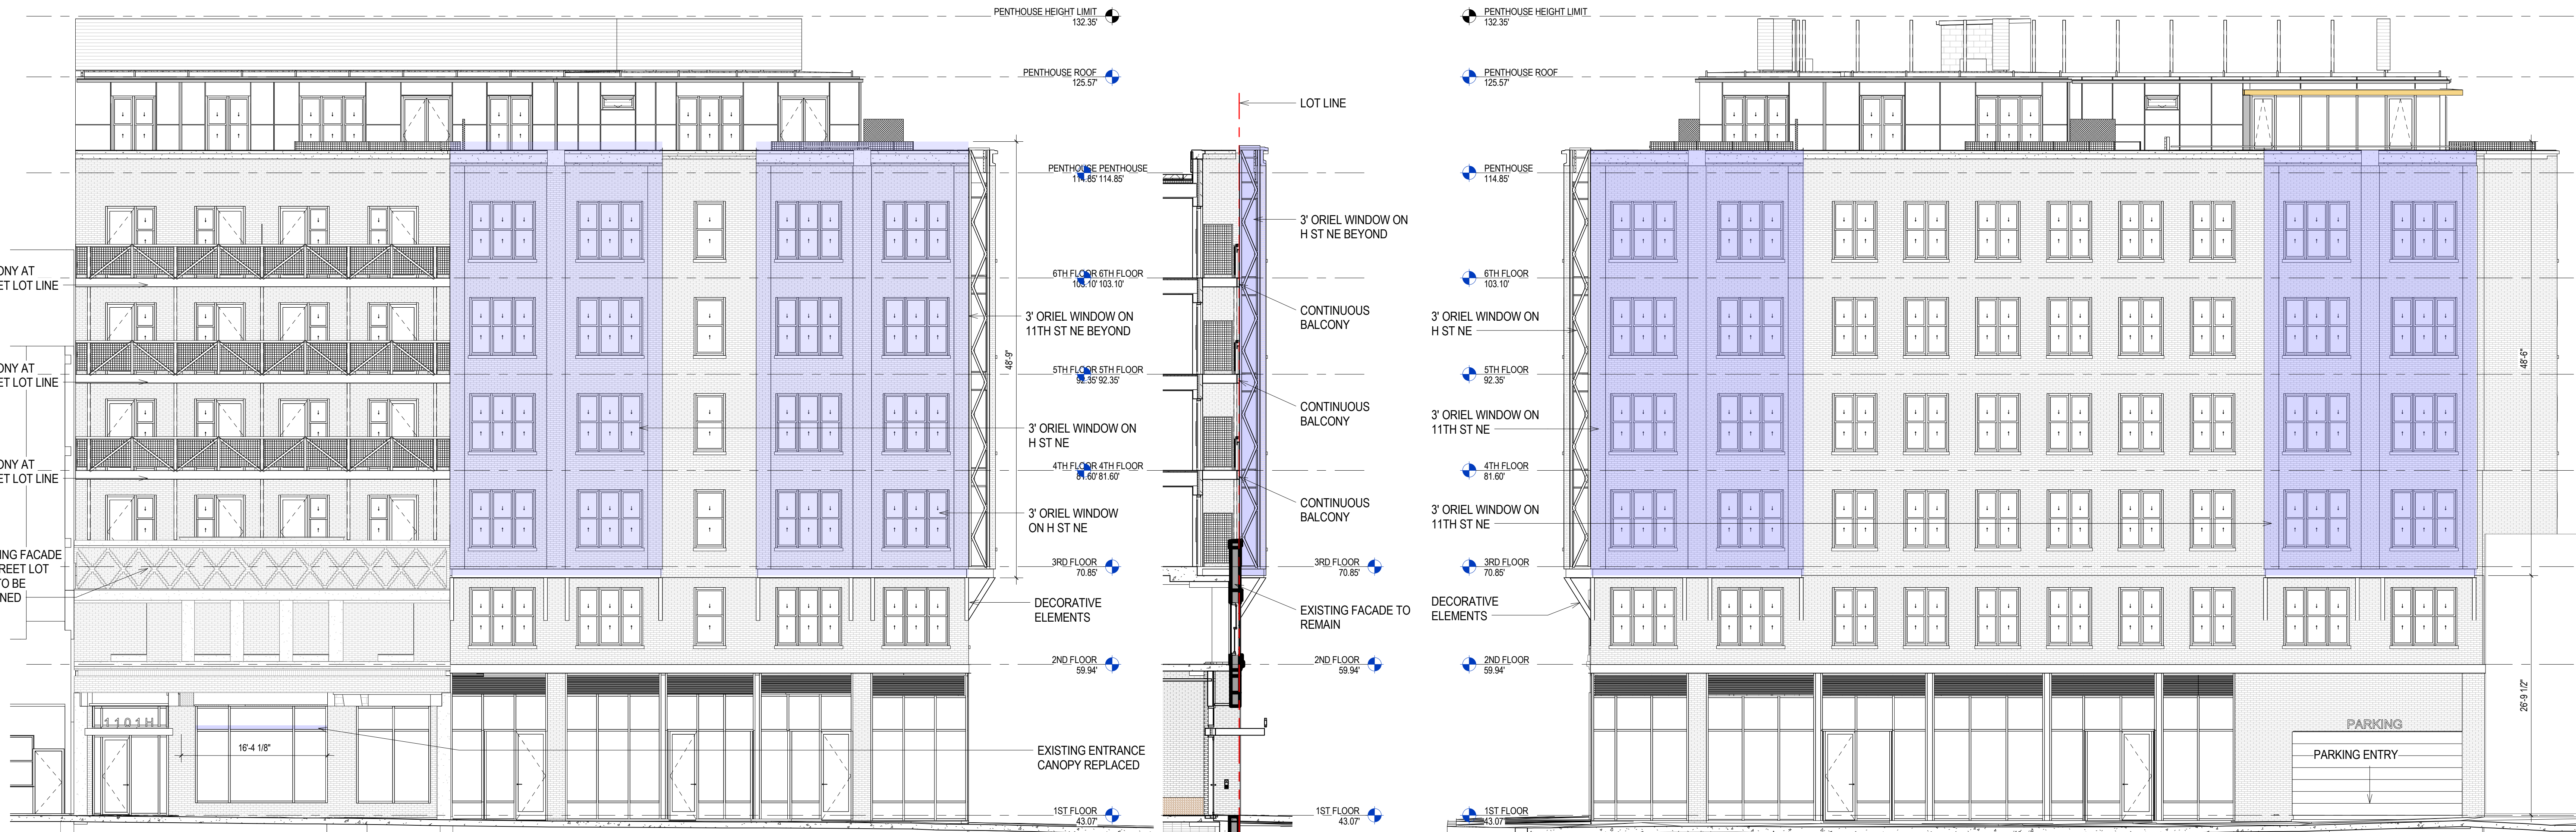 PENTHOUSE HEIGHT LIMIT
132.35'
PENTHOUSE ROOF
125.57'
PENTHOUSE PENTHOUSE
114.85' 114.85'
6TH FLOOR 6TH FLOOR
103.10' 103.10'
ONY AT
ET LOT LINE
3' ORIEL WINDOW ON
11TH ST NE BEYOND
48'-9"
5TH FLOOR 5TH FLOOR
92.35' 92.35'
ONY AT
ET LOT LINE
3' ORIEL WINDOW ON
H ST NE
4TH FLOOR 4TH FLOOR
81.60' 81.60'
ONY AT
ET LOT LINE
3' ORIEL WINDOW
ON H ST NE
ING FACADE
REET LOT
TO BE
NED
DECORATIVE
ELEMENTS
2ND FLOOR
59.94'
1101H
16'-4 1/8"
EXISTING ENTRANCE
CANOPY REPLACED
1ST FLOOR
43.07'
LOT LINE
3' ORIEL WINDOW ON
H ST NE BEYOND
CONTINUOUS
BALCONY
CONTINUOUS
BALCONY
CONTINUOUS
BALCONY
3RD FLOOR
70.85'
EXISTING FACADE TO
REMAIN
2ND FLOOR
59.94'
1ST FLOOR
43.07'
PENTHOUSE HEIGHT LIMIT
132.35'
PENTHOUSE ROOF
125.57'
PENTHOUSE
114.85'
6TH FLOOR
103.10'
3' ORIEL WINDOW ON
H ST NE
5TH FLOOR
92.35'
48'-6"
3' ORIEL WINDOW ON
11TH ST NE
4TH FLOOR
81.60'
3' ORIEL WINDOW ON
11TH ST NE
3RD FLOOR
70.85'
DECORATIVE
ELEMENTS
2ND FLOOR
59.94'
26'-9 1/2"
PARKING
PARKING ENTRY
1ST FLOOR
43.07'